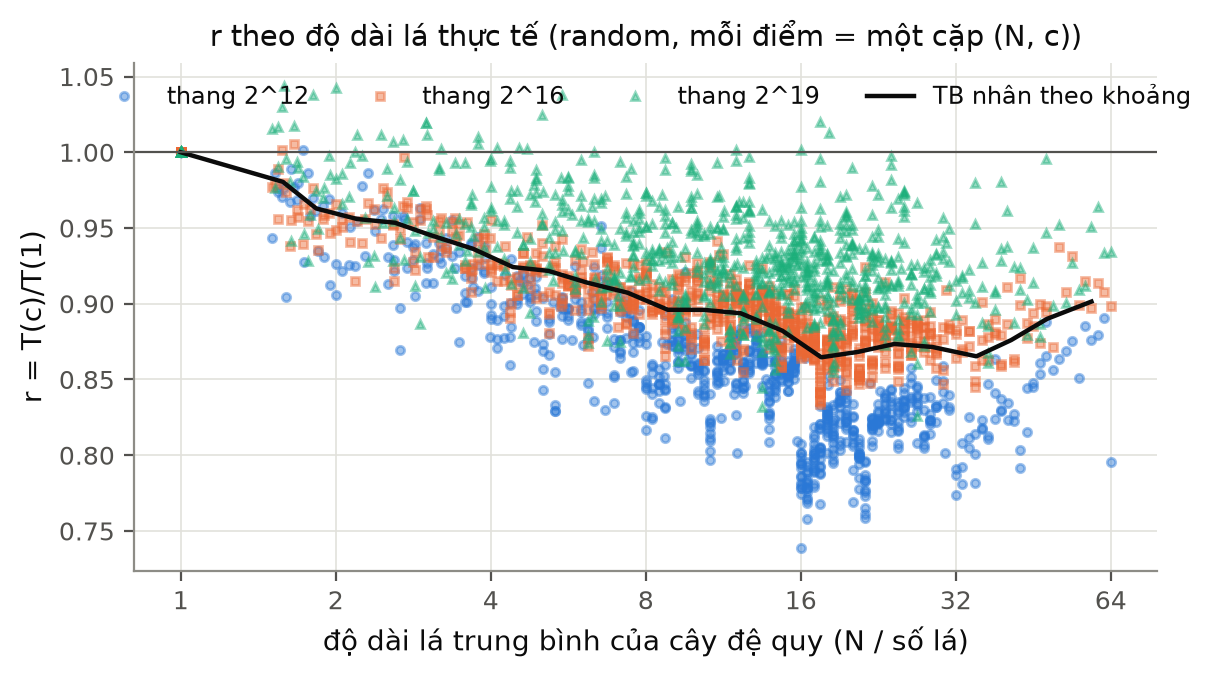 r theo độ dài lá thực tế (random, mỗi điểm = một cặp (N, c))
thang 2^12 thang 2^16 thang 2^19 TB nhân theo khoảng
r = T(c)/T(1)
1.05
1.00
0.95
0.90
0.85
0.80
0.75
1 2 4 8 16 32 64
độ dài lá trung bình của cây đệ quy (N / số lá)